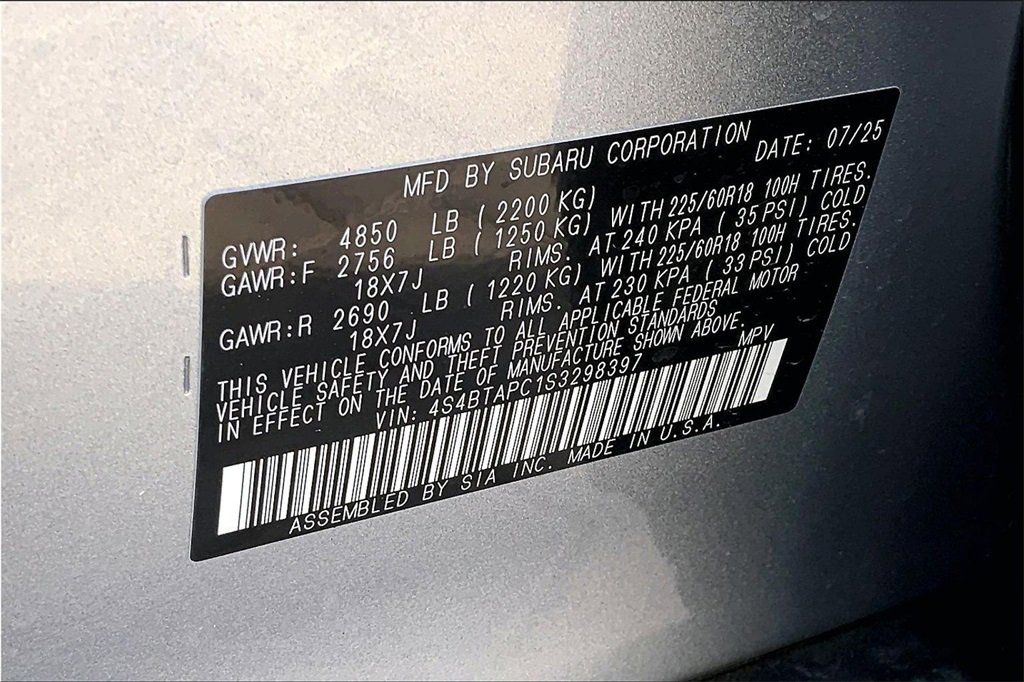 MFD BY SUBARU CORPORATION DATE: 07/25
GVWR: 4850 LB ( 2200 KG)
GAWR:F 2756 LB ( 1250 KG) WITH 225/60R18 100H TIRES.
18X7J RIMS. AT 240 KPA ( 35 PSI) COLD
GAWR:R 2690 LB ( 1220 KG) WITH 225/60R18 100H TIRES.
18X7J RIMS. AT 230 KPA ( 33 PSI) COLD
THIS VEHICLE CONFORMS TO ALL APPLICABLE FEDERAL MOTOR
VEHICLE SAFETY AND THEFT PREVENTION STANDARDS
IN EFFECT ON THE DATE OF MANUFACTURE SHOWN ABOVE.
VIN: 4S4BTAPC1S3298397 MPV
ASSEMBLED BY SIA INC. MADE IN U.S.A.